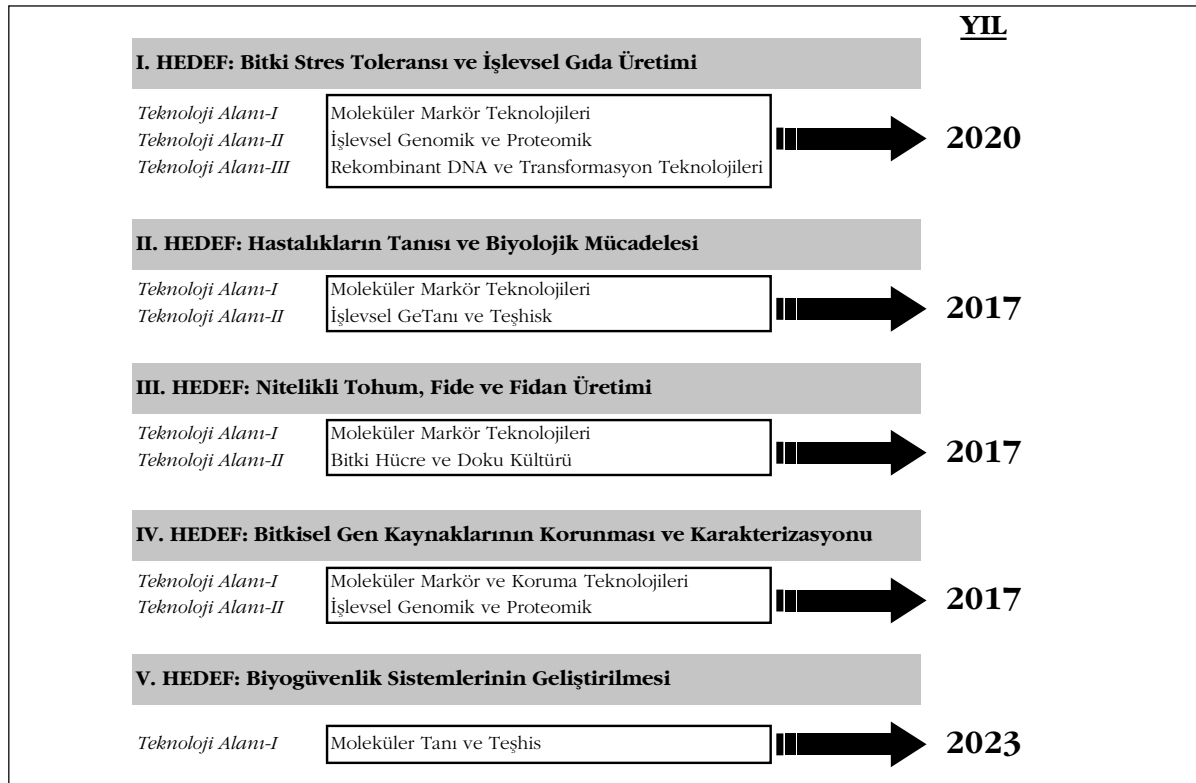 YIL
I. HEDEF: Bitki Stres Toleransı ve İşlevsel Gıda Üretimi
Teknoloji Alanı-I Moleküler Markör Teknolojileri
Teknoloji Alanı-II İşlevsel Genomik ve Proteomik
2020
Teknoloji Alanı-III Rekombinant DNA ve Transformasyon Teknolojileri
II. HEDEF: Hastalıkların Tanısı ve Biyolojik Mücadelesi
Teknoloji Alanı-I Moleküler Markör Teknolojileri
Teknoloji Alanı-II İşlevsel GeTanı ve Teşhisk
2017
III. HEDEF: Nitelikli Tohum, Fide ve Fidan Üretimi
Teknoloji Alanı-I Moleküler Markör Teknolojileri
Teknoloji Alanı-II Bitki Hücre ve Doku Kültürü
2017
IV. HEDEF: Bitkisel Gen Kaynaklarının Korunması ve Karakterizasyonu
Teknoloji Alanı-I Moleküler Markör ve Koruma Teknolojileri
Teknoloji Alanı-II İşlevsel Genomik ve Proteomik
2017
V. HEDEF: Biyogüvenlik Sistemlerinin Geliştirilmesi
Teknoloji Alanı-I Moleküler Tanı ve Teşhis
2023